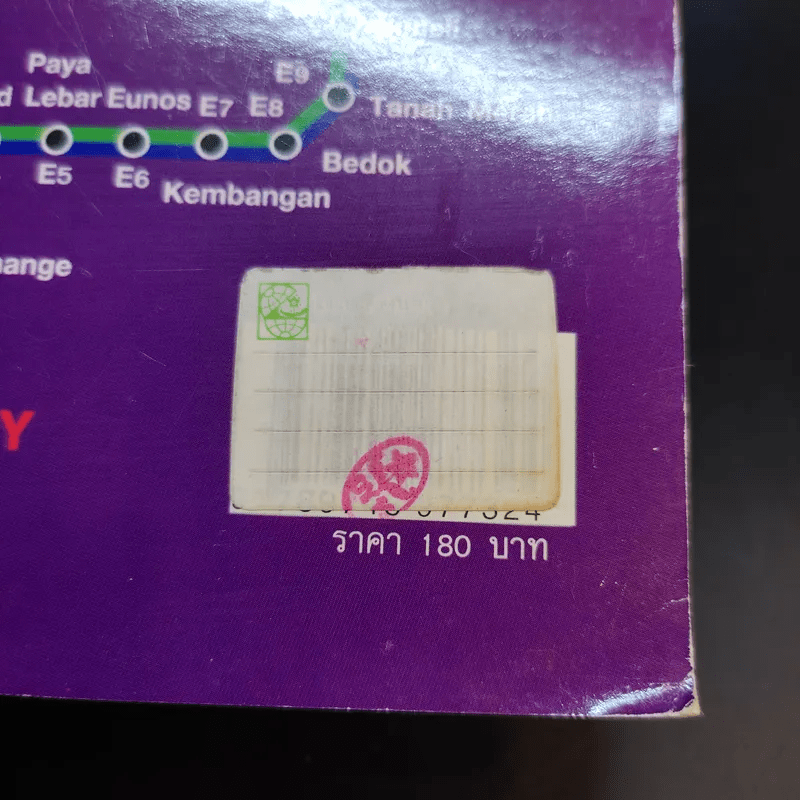 Paya
E9
Lebar Eunos E7 E8
Tanah Merah
E5 E6
Bedok
Kembangan
ราคา 180 บาท